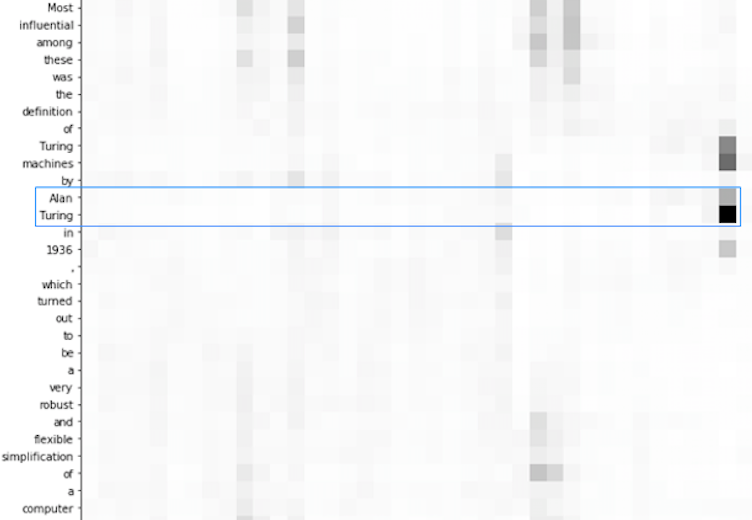 Most
influential
among
these
was
the
definition
of
Turing
machines
by
Alan
Turing
in
1936
,
which
turned
out
to
be
a
very
robust
and
flexible
simplification
of
a
computer